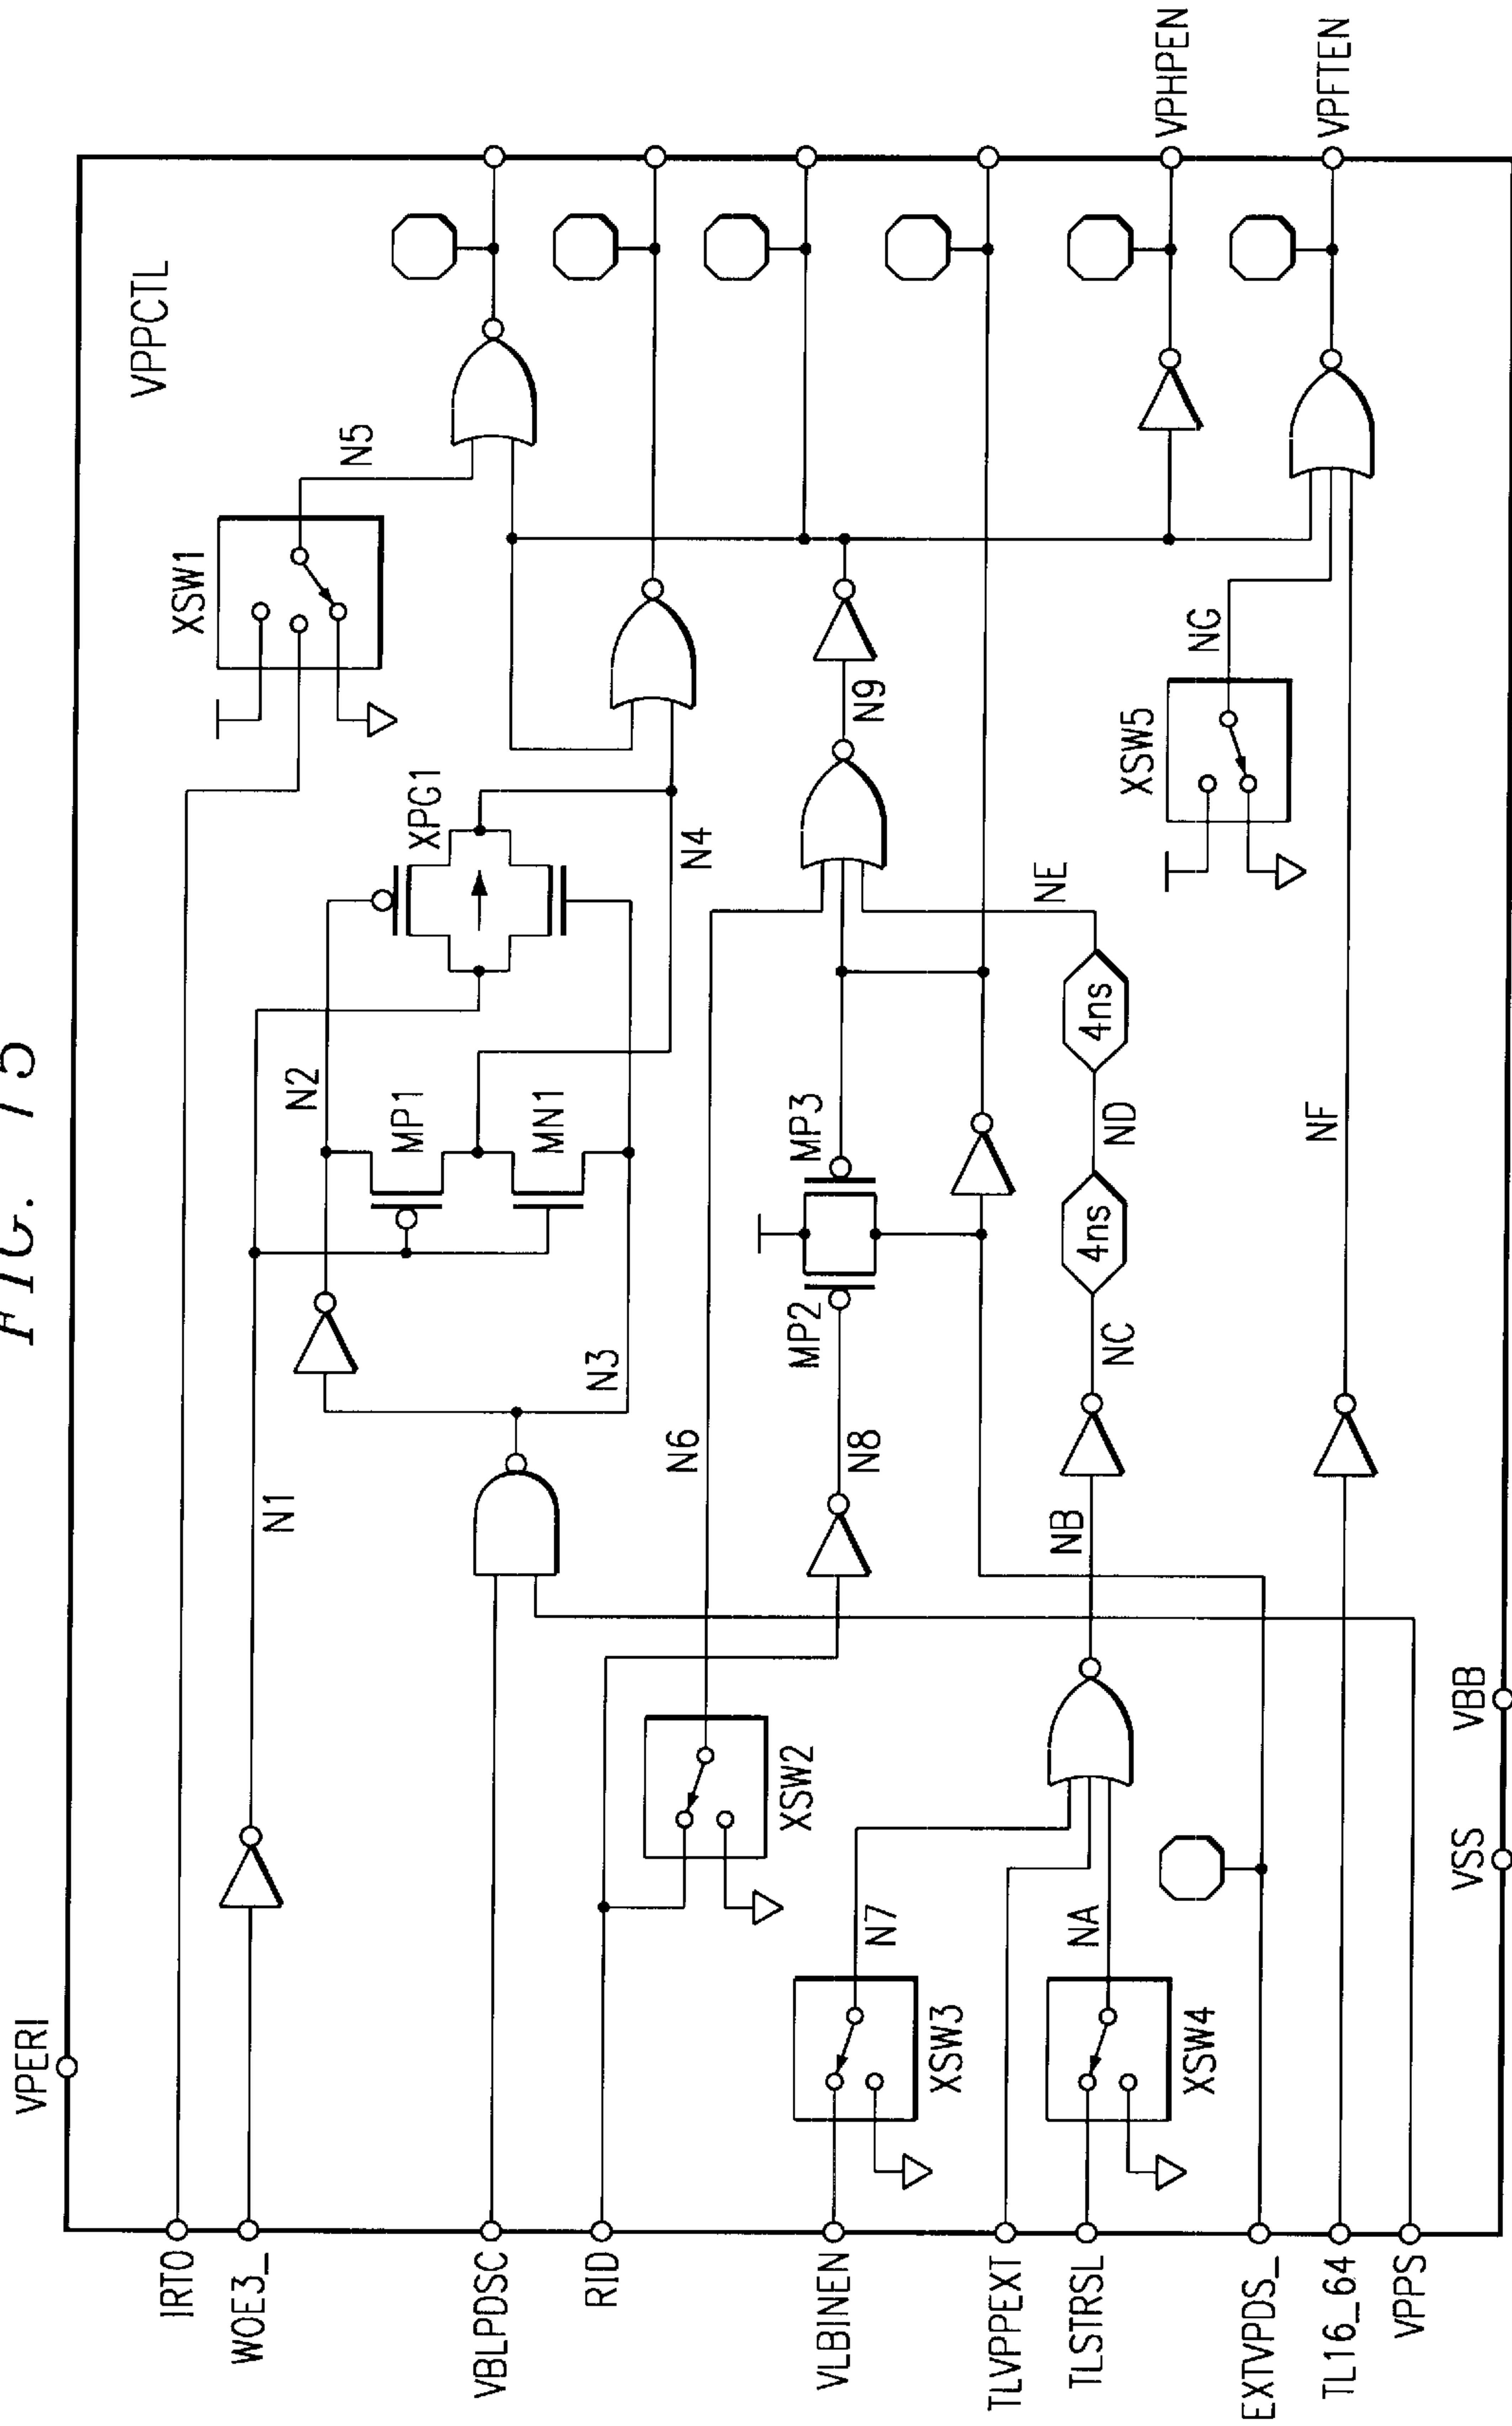 FIG. 15
VPPCTL
VPERI
IRTO
WOE3_
VBLPDSC
RID
VLBINEN
TLVPPEXT
TLSTRSL
EXTVPDS_
TL16_64
VPPS
VSS
VBB
VPHPEN
VPFTEN
N1
N2
N3
MP1
MN1
XPG1
N4
XSW1
N5
XSW2
N6
N8
MP2
MP3
N9
XSW3
N7
XSW4
NA
NB
NC
4ns
ND
4ns
NE
NF
XSW5
NG